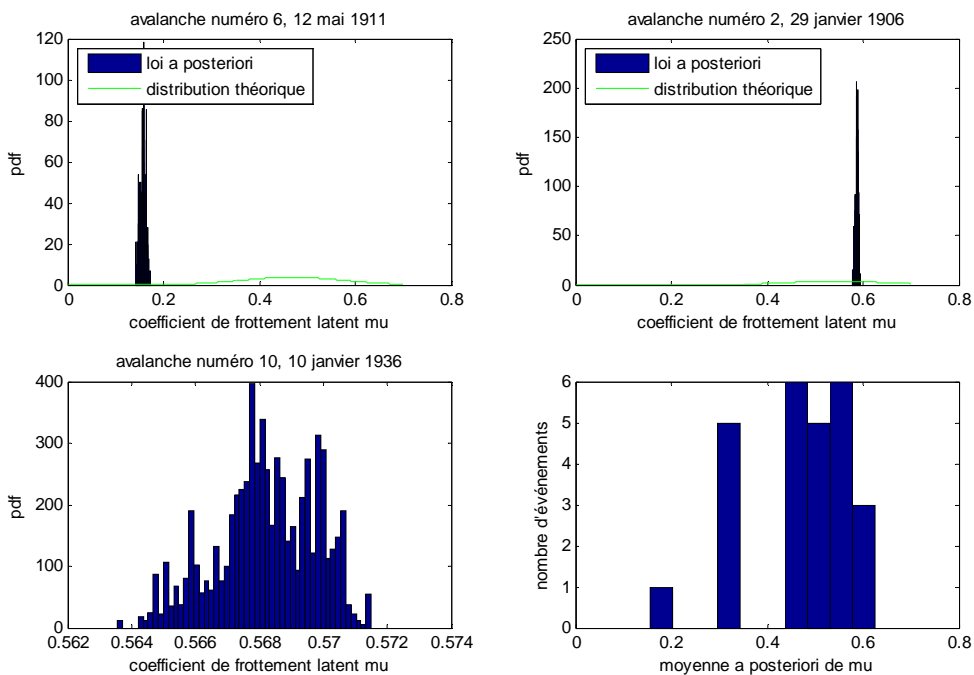 avalanche numéro 6, 12 mai 1911
120
100
80
60
40
20
0
pdf
loi a posteriori
distribution théorique
0 0.2 0.4 0.6 0.8
coefficient de frottement latent mu
avalanche numéro 2, 29 janvier 1906
250
200
150
100
50
0
pdf
loi a posteriori
distribution théorique
0 0.2 0.4 0.6 0.8
coefficient de frottement latent mu
avalanche numéro 10, 10 janvier 1936
400
300
200
100
0
pdf
0.562 0.564 0.566 0.568 0.57 0.572 0.574
coefficient de frottement latent mu
6
5
4
3
2
1
0
nombre d'événements
0 0.2 0.4 0.6 0.8
moyenne a posteriori de mu